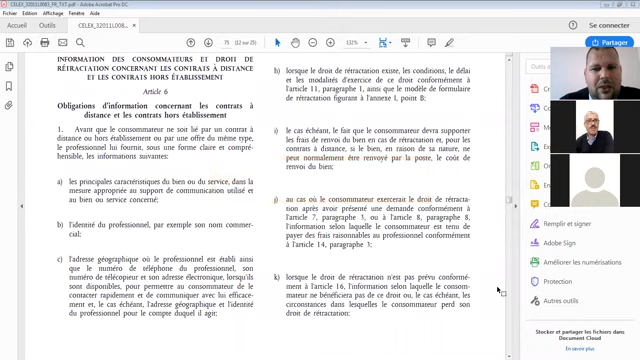 CELEX_32011L0083_FR_TXT.pdf - Adobe Acrobat Pro DC
Fichier Edition Affichage Fenêtre Aide
Accueil Outils CELEX_32011L008... × Se connecter
75 (12 sur 25) 132% Partager
INFORMATION DES CONSOMMATEURS ET DROIT DE
RÉTRACTATION CONCERNANT LES CONTRATS À DISTANCE
ET LES CONTRATS HORS ÉTABLISSEMENT
Article 6
Obligations d'information concernant les contrats à
distance et les contrats hors établissement
1. Avant que le consommateur ne soit lié par un contrat à
distance ou hors établissement ou par une offre du même type,
le professionnel lui fournit, sous une forme claire et compré-
hensible, les informations suivantes:
a) les principales caractéristiques du bien ou du service, dans la
mesure appropriée au support de communication utilisé et
au bien ou service concerné;
b) l'identité du professionnel, par exemple son nom commer-
cial;
c) l'adresse géographique où le professionnel est établi ainsi
que le numéro de téléphone du professionnel, son
numéro de télécopieur et son adresse électronique, lorsqu'ils
sont disponibles, pour permettre au consommateur de le
contacter rapidement et de communiquer avec lui efficace-
ment et, le cas échéant, l'adresse géographique et l'identité
du professionnel pour le compte duquel il agit;
h) lorsque le droit de rétractation existe, les conditions, le délai
et les modalités d'exercice de ce droit conformément à
l'article 11, paragraphe 1, ainsi que le modèle de formulaire
de rétractation figurant à l'annexe I, point B;
i) le cas échéant, le fait que le consommateur devra supporter
les frais de renvoi du bien en cas de rétractation et, pour les
contrats à distance, si le bien, en raison de sa nature, ne
peut normalement être renvoyé par la poste, le coût de
renvoi du bien;
j) au cas où le consommateur exercerait le droit de rétracta-
tion après avoir présenté une demande conformément à
l'article 7, paragraphe 3, ou à l'article 8, paragraphe 8,
l'information selon laquelle le consommateur est tenu de
payer des frais raisonnables au professionnel conformément
à l'article 14, paragraphe 3;
k) lorsque le droit de rétractation n'est pas prévu conformé-
ment à l'article 16, l'information selon laquelle le consom-
mateur ne bénéficiera pas de ce droit ou, le cas échéant, les
circonstances dans lesquelles le consommateur perd son
droit de rétractation;
Remplir et signer
Adobe Sign
Améliorer les numérisations
Protection
Autres outils
Stocker et partager les fichiers dans
Document Cloud
En savoir plus